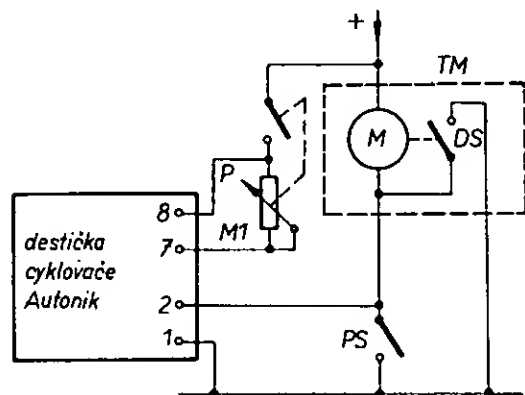 +
TM
M
DS
P
M1
8
7
2
1
destička
cyklovače
Autonik
PS